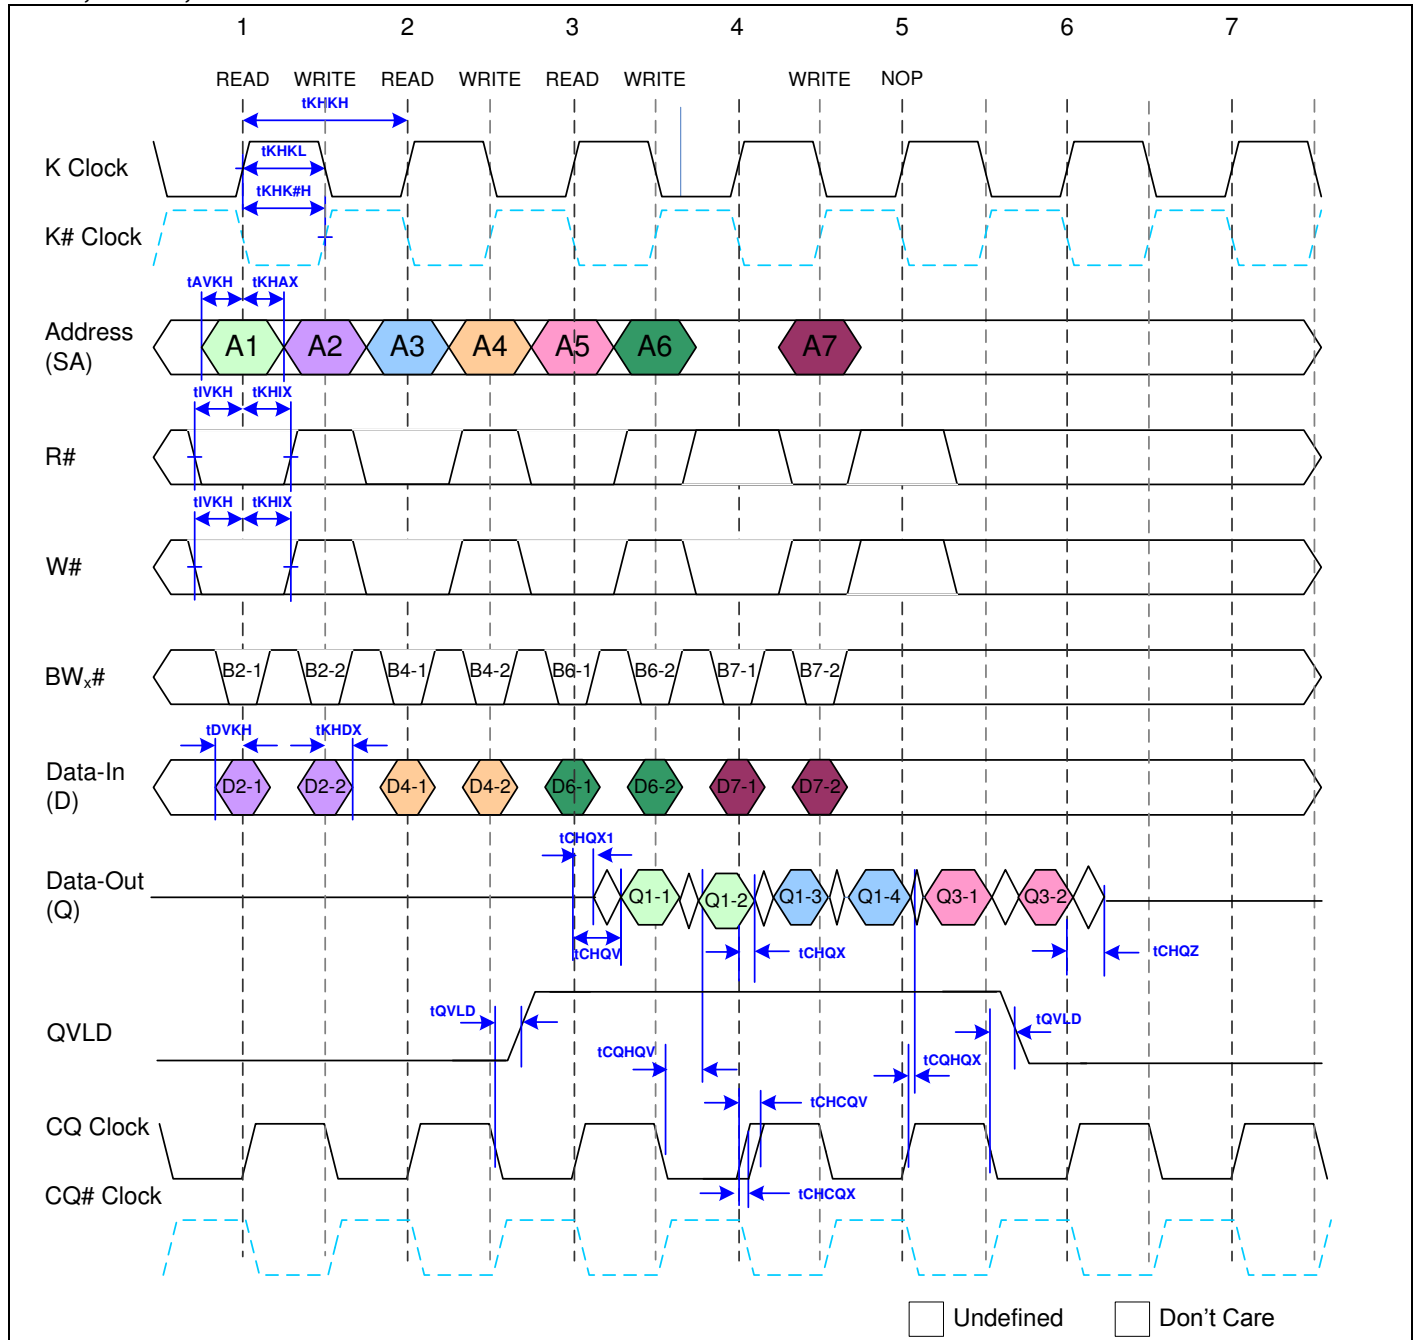 1 2 3 4 5 6 7
READ WRITE READ WRITE READ WRITE WRITE NOP
tKHKH
K Clock
tKHKL
tKHK#H
K# Clock
tAVKH tKHAX
Address
(SA)
A1 A2 A3 A4 A5 A6 A7
tIVKH tKHIX
R#
tIVKH tKHIX
W#
BWx#
B2-1 B2-2 B4-1 B4-2 B6-1 B6-2 B7-1 B7-2
tDVKH tKHDX
Data-In
(D)
D2-1 D2-2 D4-1 D4-2 D6-1 D6-2 D7-1 D7-2
tCHQX1
Data-Out
(Q)
Q1-1 Q1-2 Q1-3 Q1-4 Q3-1 Q3-2
tCHQV tCHQX tCHQZ
QVLD
tQVLD tQVLD
tCQHQV tCQHQX
tCHCQV
CQ Clock
CQ# Clock
tCHCQX
Undefined Don't Care